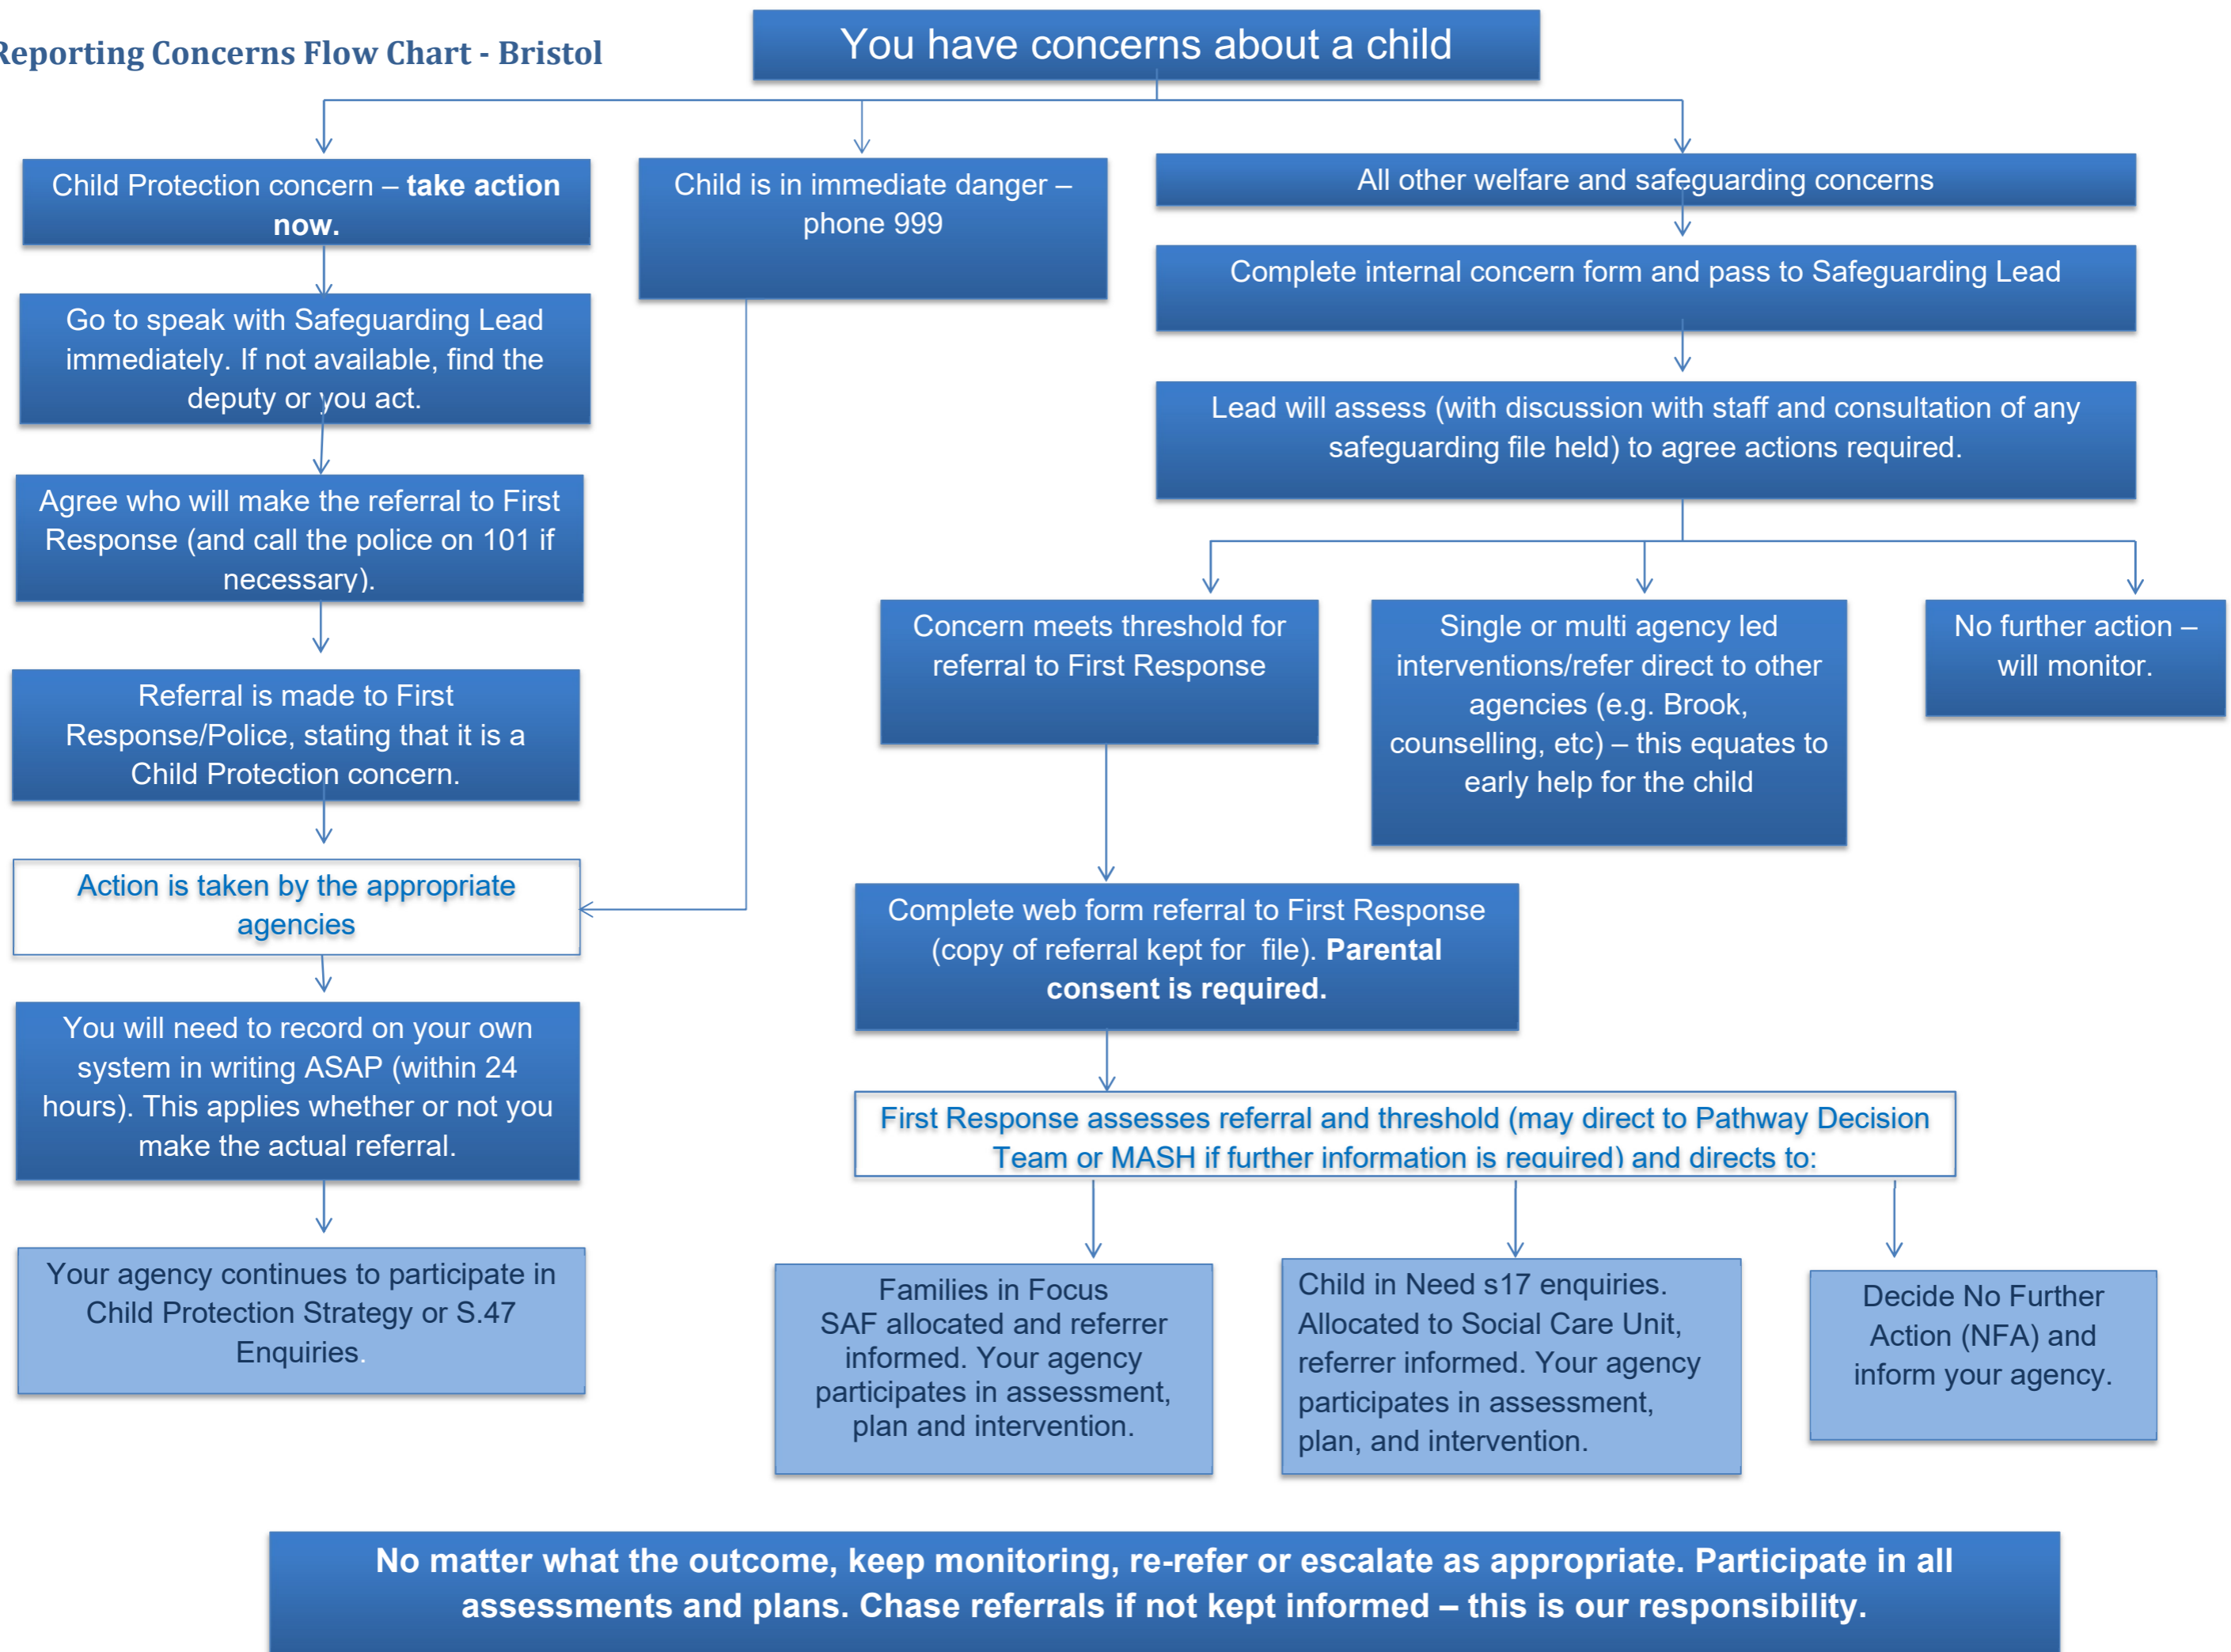 Reporting Concerns Flow Chart - Bristol
You have concerns about a child
Child Protection concern – take action
now.
Child is in immediate danger –
phone 999
All other welfare and safeguarding concerns
Go to speak with Safeguarding Lead
immediately. If not available, find the
deputy or you act.
Complete internal concern form and pass to Safeguarding Lead
Lead will assess (with discussion with staff and consultation of any
safeguarding file held) to agree actions required.
Agree who will make the referral to First
Response (and call the police on 101 if
necessary).
Concern meets threshold for
referral to First Response
Single or multi agency led
interventions/refer direct to other
agencies (e.g. Brook,
counselling, etc) – this equates to
early help for the child
No further action –
will monitor.
Referral is made to First
Response/Police, stating that it is a
Child Protection concern.
Action is taken by the appropriate
agencies
Complete web form referral to First Response
(copy of referral kept for file). Parental
consent is required.
You will need to record on your own
system in writing ASAP (within 24
hours). This applies whether or not you
make the actual referral.
First Response assesses referral and threshold (may direct to Pathway Decision
Team or MASH if further information is required) and directs to:
Your agency continues to participate in
Child Protection Strategy or S.47
Enquiries.
Families in Focus
SAF allocated and referrer
informed. Your agency
participates in assessment,
plan and intervention.
Child in Need s17 enquiries.
Allocated to Social Care Unit,
referrer informed. Your agency
participates in assessment,
plan, and intervention.
Decide No Further
Action (NFA) and
inform your agency.
No matter what the outcome, keep monitoring, re-refer or escalate as appropriate. Participate in all
assessments and plans. Chase referrals if not kept informed – this is our responsibility.